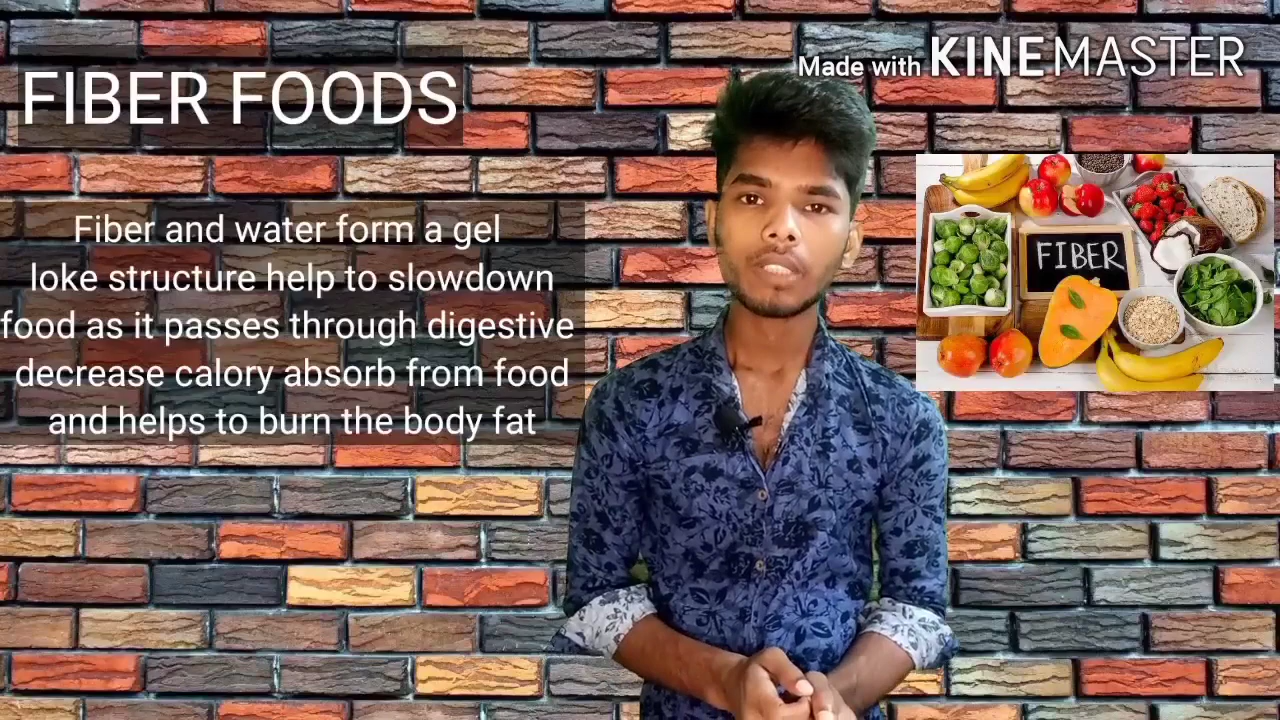 Made with KINEMASTER
FIBER FOODS
Fiber and water form a gel
loke structure help to slowdown
food as it passes through digestive
decrease calory absorb from food
and helps to burn the body fat
FIBER